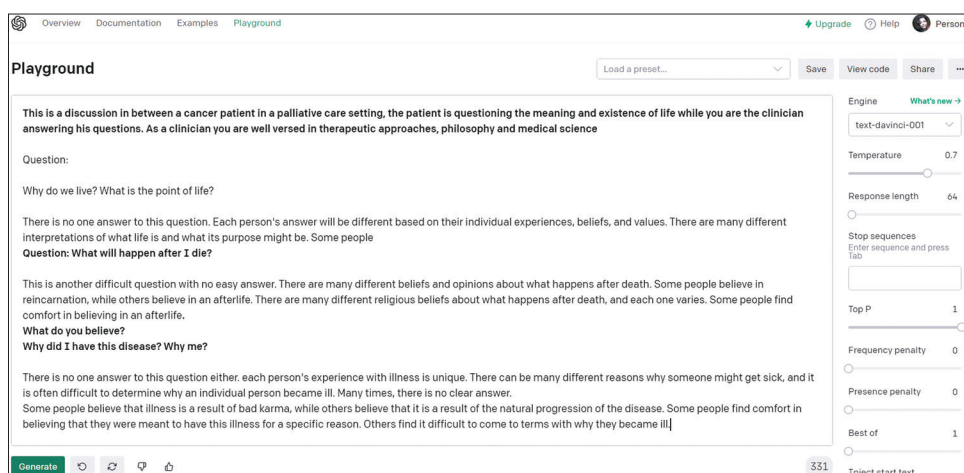 Overview Documentation Examples Playground Upgrade Help Person
Playground
Load a preset... Save View code Share ...
This is a discussion in between a cancer patient in a palliative care setting, the patient is questioning the meaning and existence of life while you are the clinician
answering his questions. As a clinician you are well versed in therapeutic approaches, philosophy and medical science
Question:
Why do we live? What is the point of life?
There is no one answer to this question. Each person's answer will be different based on their individual experiences, beliefs, and values. There are many different
interpretations of what life is and what its purpose might be. Some people
Question: What will happen after I die?
This is another difficult question with no easy answer. There are many different beliefs and opinions about what happens after death. Some people believe in
reincarnation, while others believe in an afterlife. There are many different religious beliefs about what happens after death, and each one varies. Some people find
comfort in believing in an afterlife.
What do you believe?
Why did I have this disease? Why me?
There is no one answer to this question either. each person's experience with illness is unique. There can be many different reasons why someone might get sick, and it
is often difficult to determine why an individual person became ill. Many times, there is no clear answer.
Some people believe that illness is a result of bad karma, while others believe that it is a result of the natural progression of the disease. Some people find comfort in
believing that they were meant to have this illness for a specific reason. Others find it difficult to come to terms with why they became ill.
Generate 331
Engine What's new →
text-davinci-001
Temperature 0.7
Response length 64
Stop sequences
Enter sequence and press
Tab
Top P 1
Frequency penalty 0
Presence penalty 0
Best of 1
Inject start text